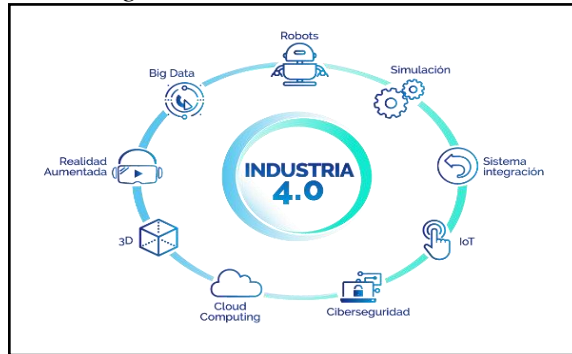 Robots
Simulación
Sistema
integración
IoT
Ciberseguridad
Cloud
Computing
3D
Realidad
Aumentada
Big Data
INDUSTRIA
4.0